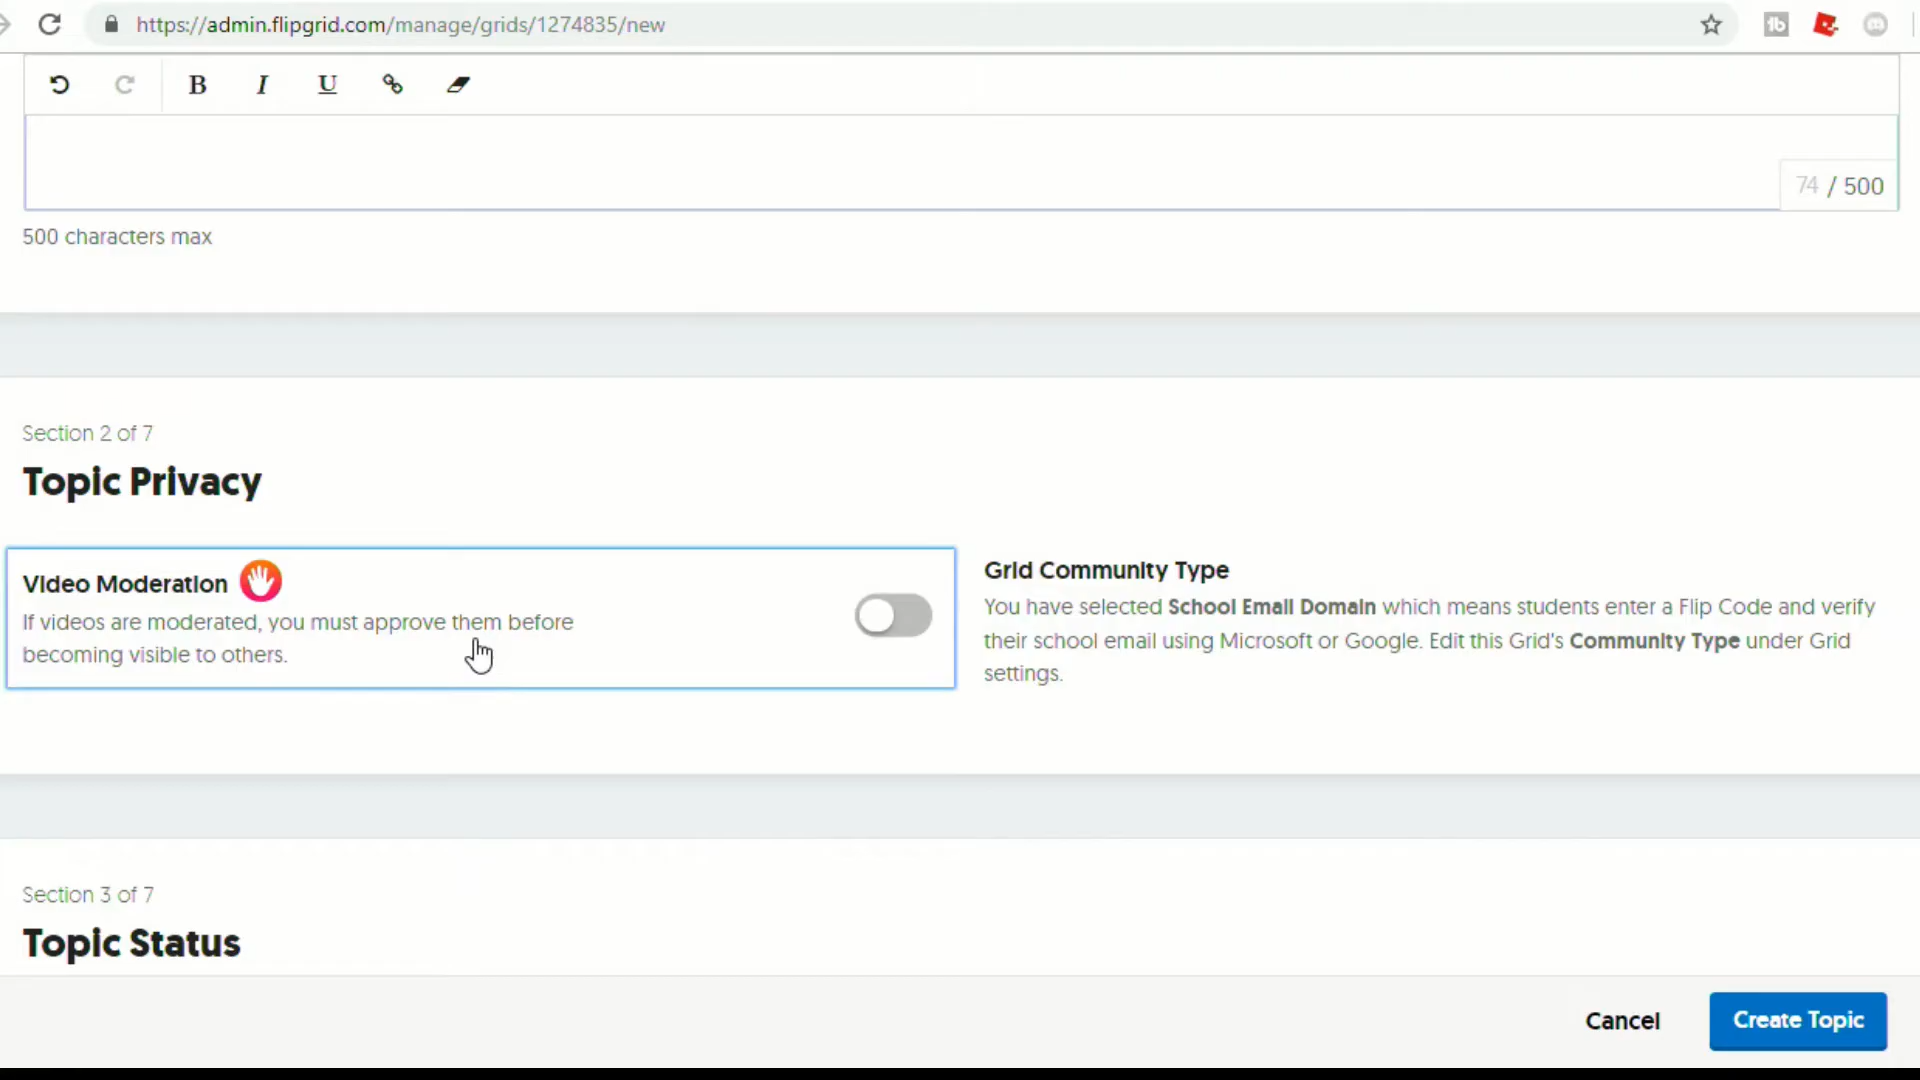 https://admin.flipgrid.com/manage/grids/1274835/new
B I U
74 / 500
500 characters max
Section 2 of 7
Topic Privacy
Video Moderation
If videos are moderated, you must approve them before
becoming visible to others.
Grid Community Type
You have selected School Email Domain which means students enter a Flip Code and verify
their school email using Microsoft or Google. Edit this Grid's Community Type under Grid
settings.
Section 3 of 7
Topic Status
Cancel
Create Topic